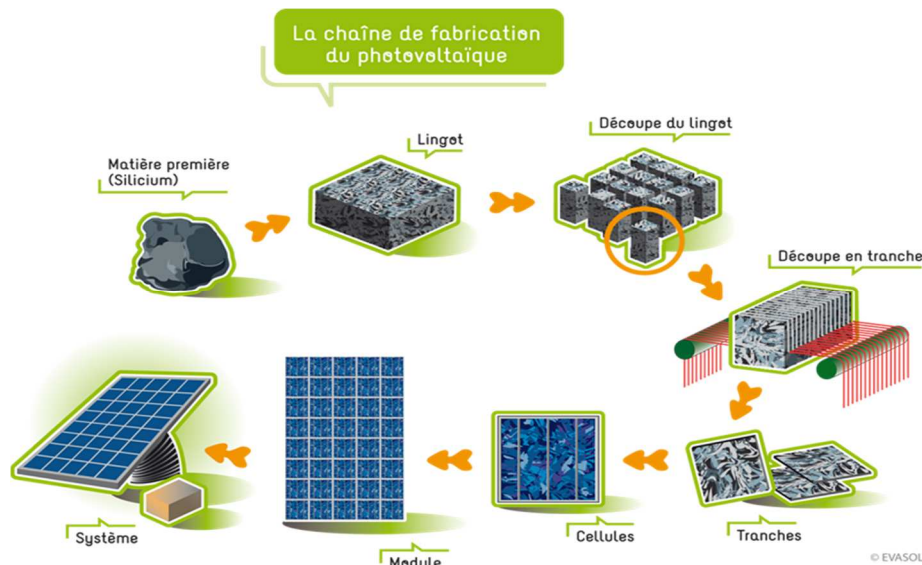 La chaîne de fabrication
du photovoltaïque
Matière première
(Silicium)
Lingot
Découpe du lingot
Découpe en tranche
Tranches
Cellules
Module
Système
© EVASOL